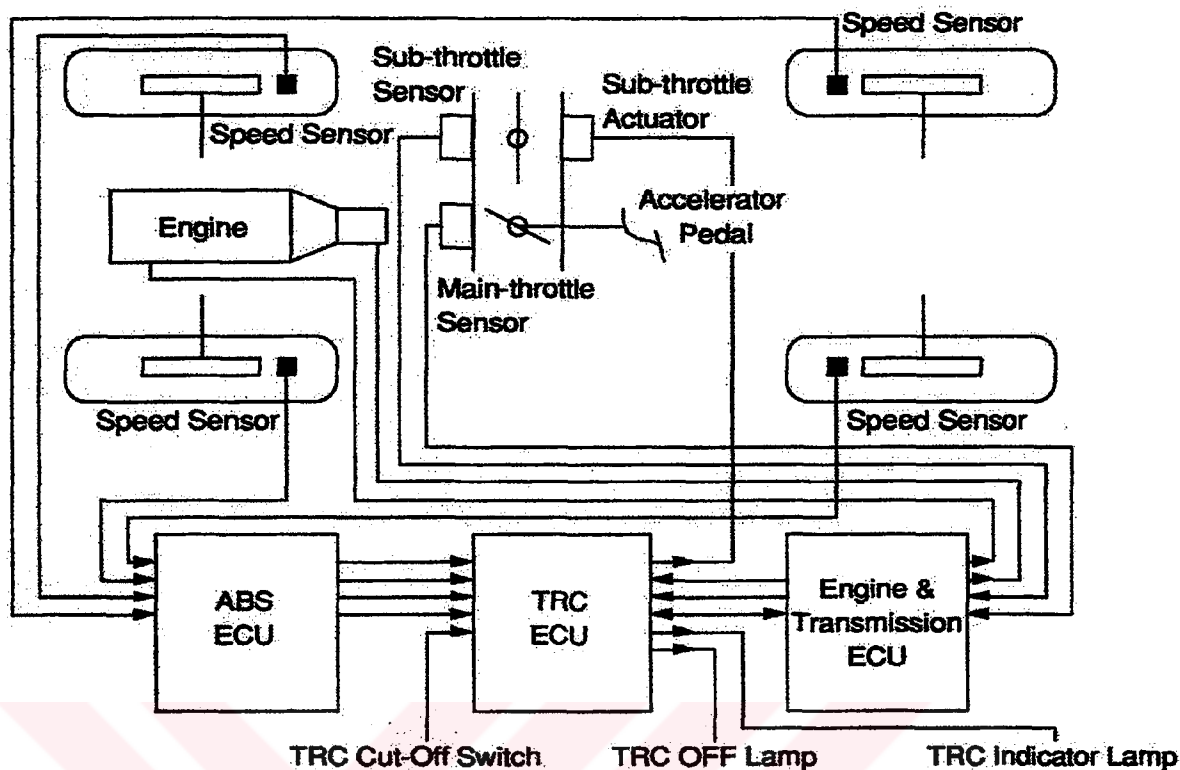 Speed Sensor
Sub-throttle
Sensor
Sub-throttle
Actuator
Speed Sensor
Accelerator
Pedal
Engine
Main-throttle
Sensor
Speed Sensor
Speed Sensor
ABS
ECU
TRC
ECU
Engine &
Transmission
ECU
TRC Cut-Off Switch
TRC OFF Lamp
TRC Indicator Lamp